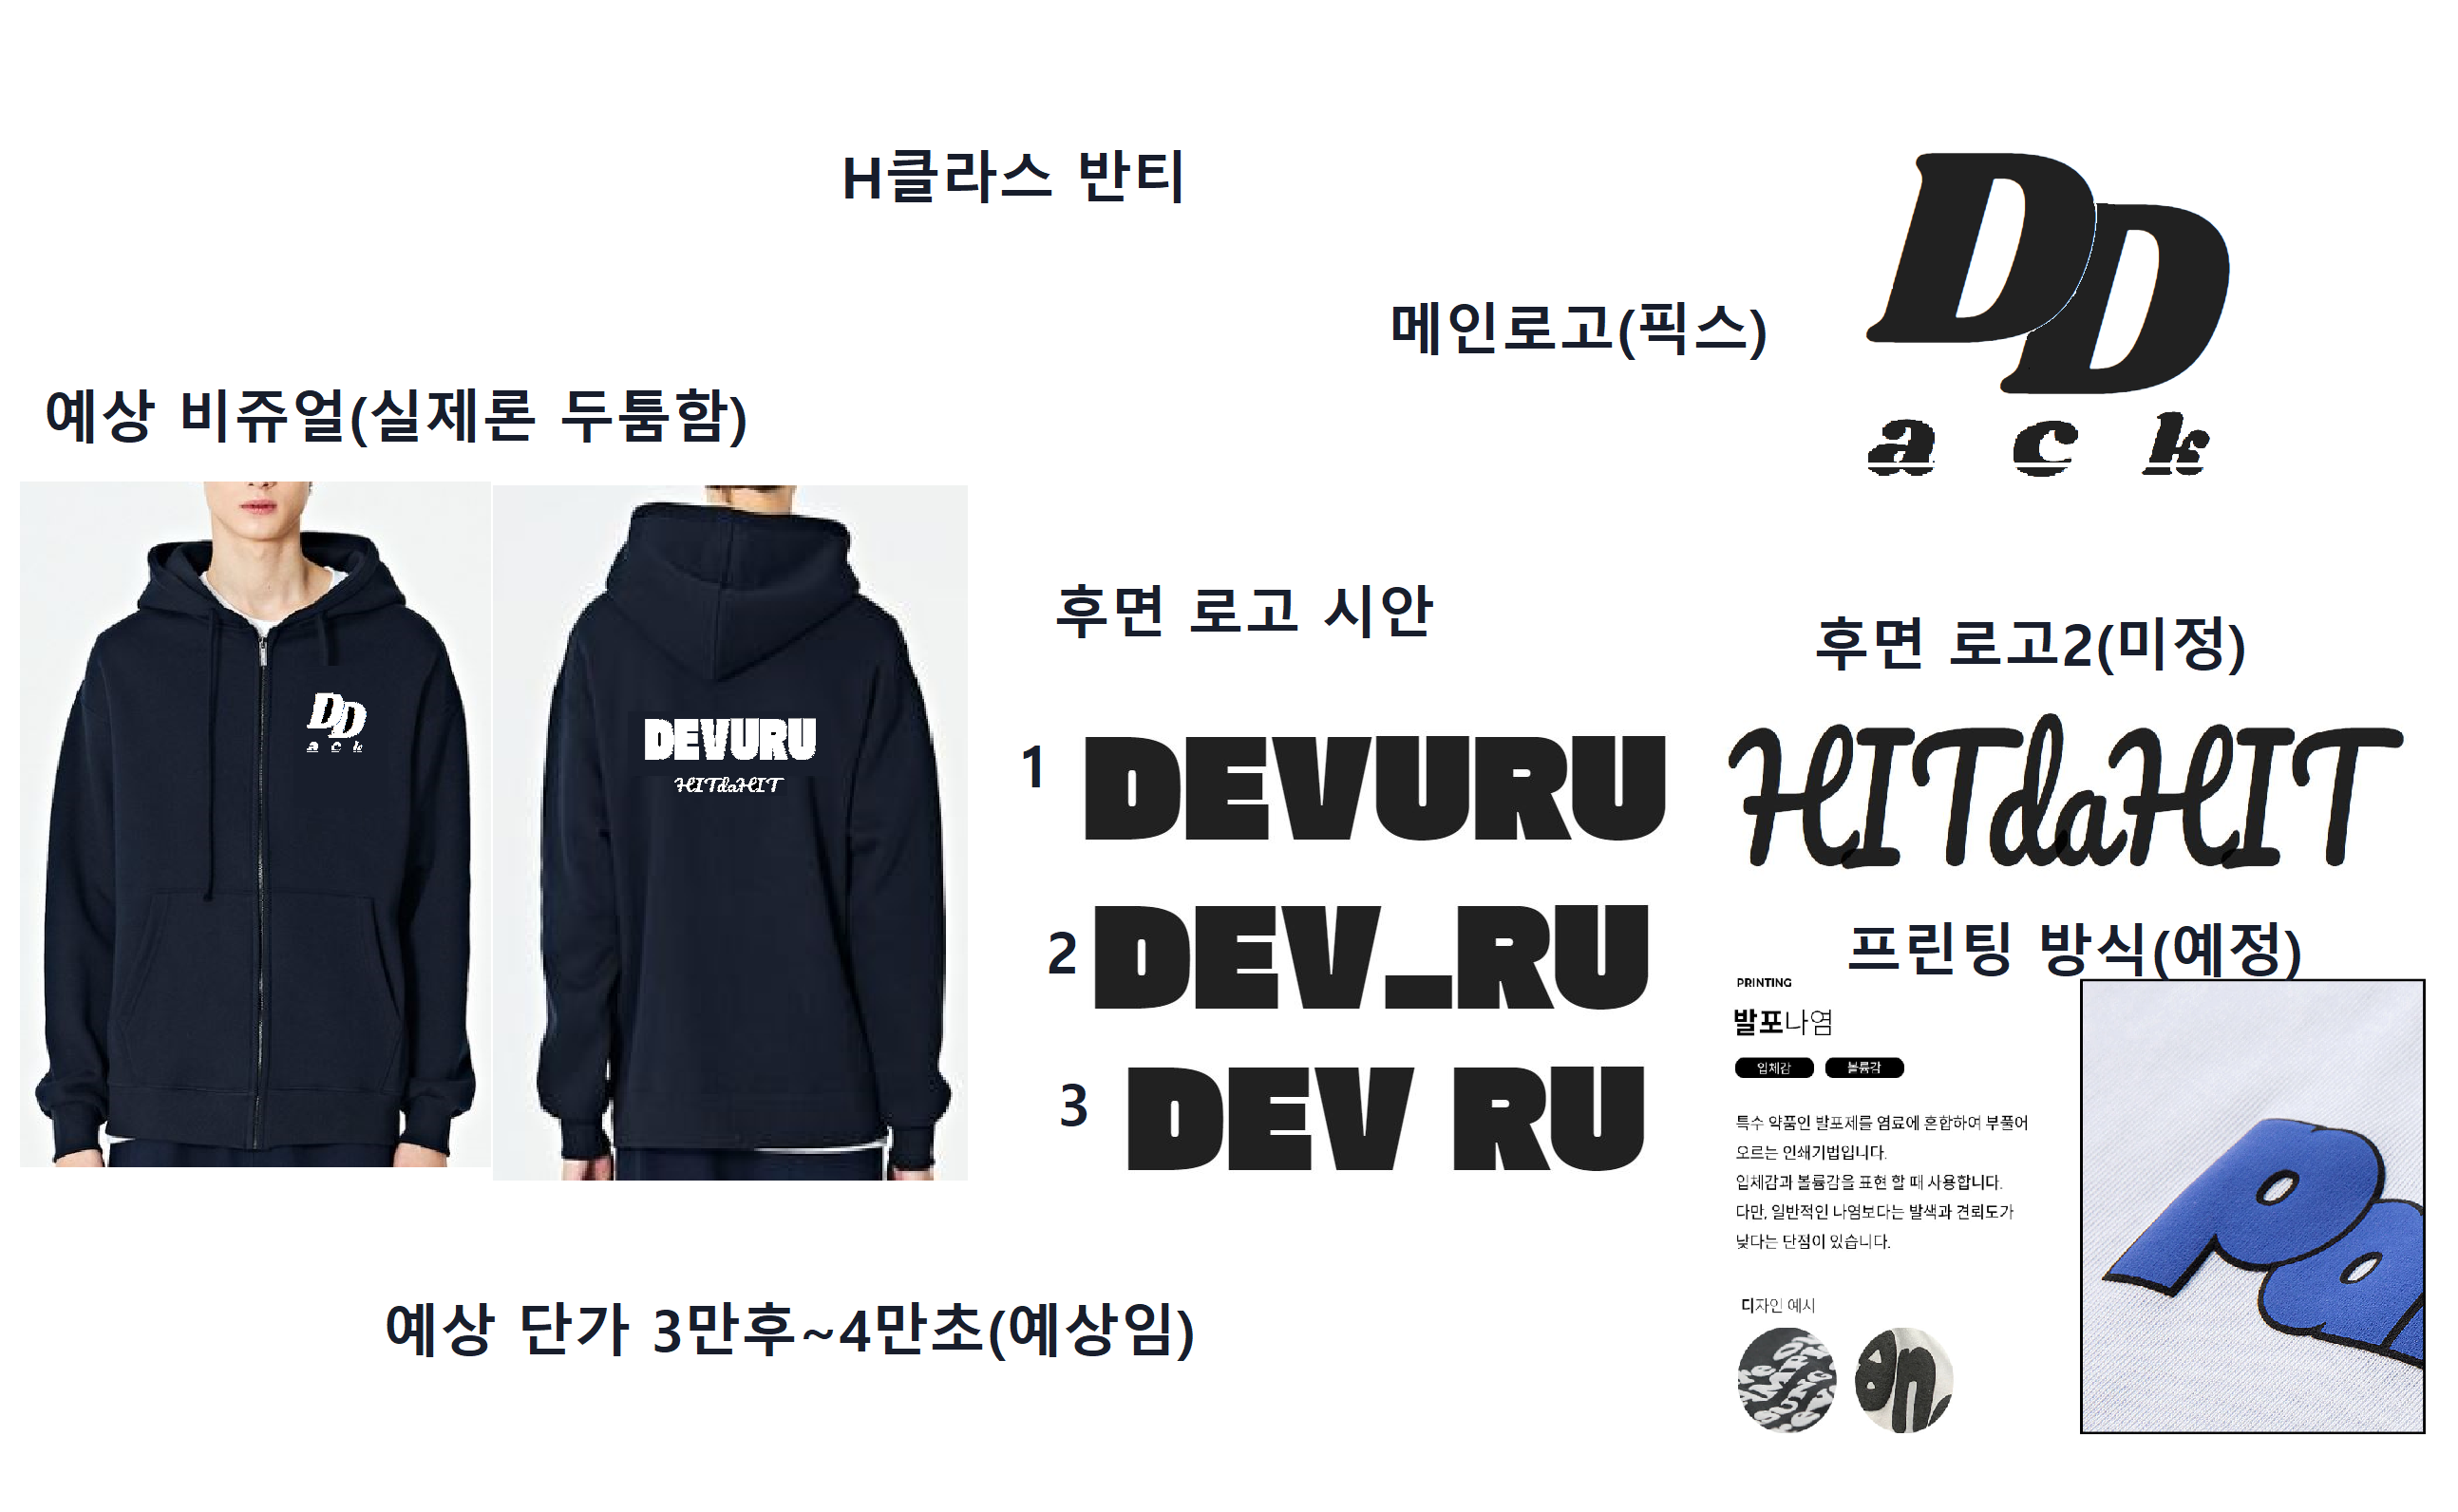 H클라스 반티
메인로고(픽스)
DD
a c k
예상 비쥬얼(실제론 두툼함)
DD
a c k
DEVURU
HITdaHIT
후면 로고 시안
1 DEVURU
2 DEV_RU
3 DEV RU
후면 로고2(미정)
HITdaHIT
프린팅 방식(예정)
PRINTING
발포나염
입체감 볼륨감
특수 약품인 발포제를 염료에 혼합하여 부풀어
오르는 인쇄기법입니다.
입체감과 볼륨감을 표현 할 때 사용합니다.
다만, 일반적인 나염보다는 발색과 견뢰도가
낮다는 단점이 있습니다.
디자인 예시
예상 단가 3만후~4만초(예상임)